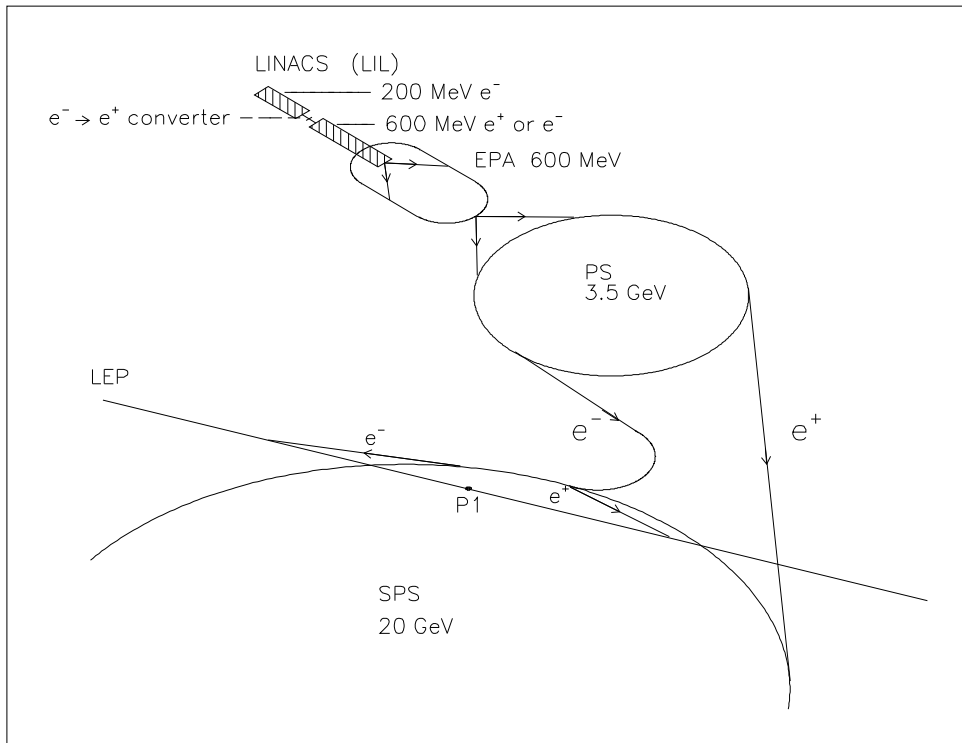 LINACS (LIL)
200 MeV e⁻
e⁻ → e⁺ converter
600 MeV e⁺ or e⁻
EPA 600 MeV
PS
3.5 GeV
LEP
e⁻
e⁻
e⁺
e⁺
P1
SPS
20 GeV